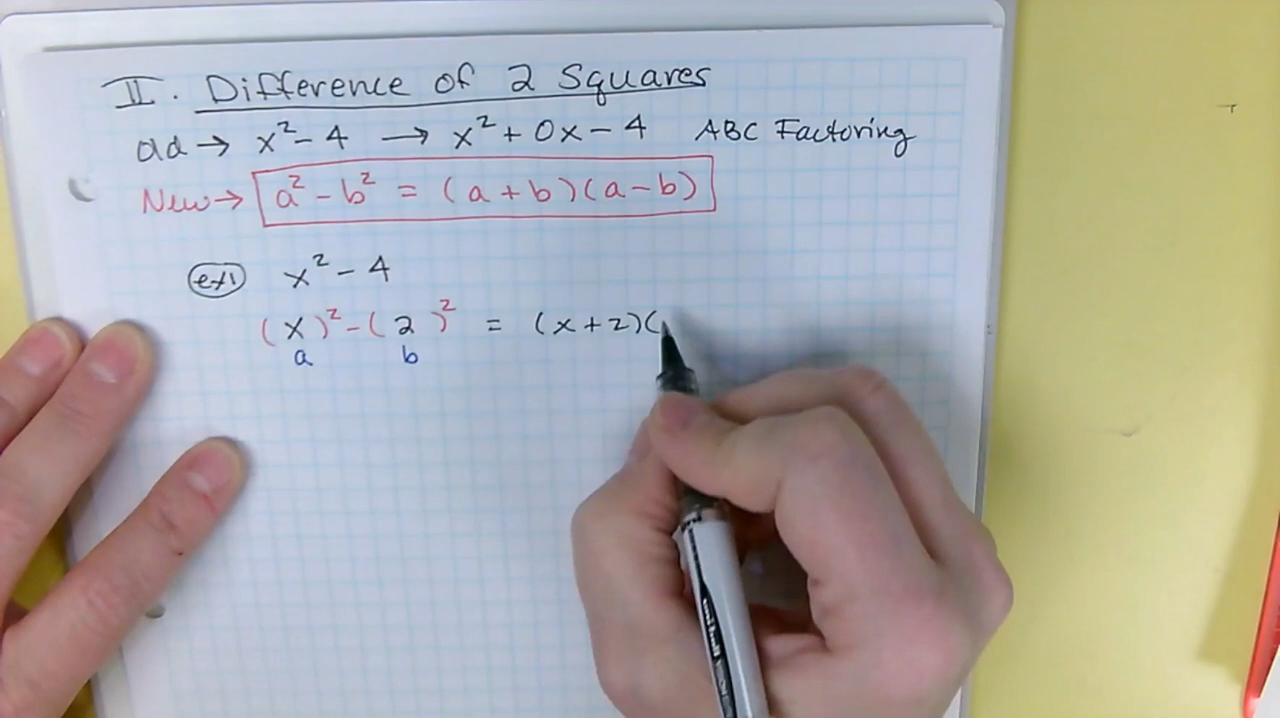 II. Difference of 2 Squares
Old → x² - 4 → x² + 0x - 4 ABC Factoring
New → a² - b² = (a + b)(a - b)
ex1 x² - 4
(x)² - (2)² = (x + 2)(
a b
uniball